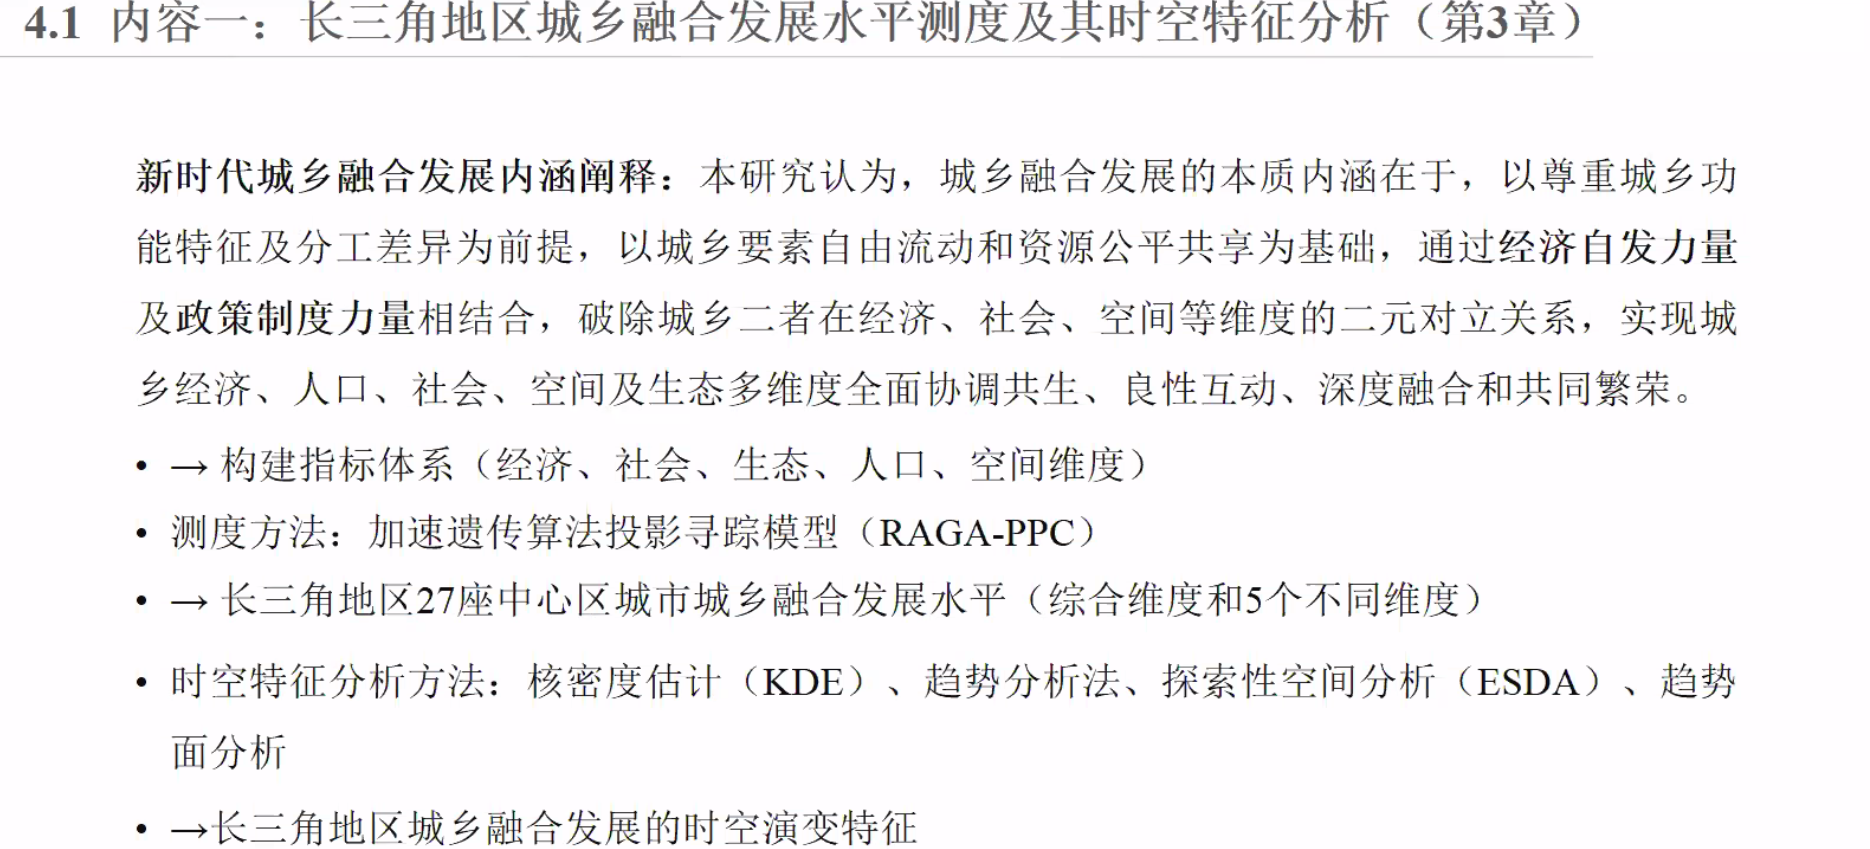 4.1 内容一：长三角地区城乡融合发展水平测度及其时空特征分析（第3章）
新时代城乡融合发展内涵阐释：本研究认为，城乡融合发展的本质内涵在于，以尊重城乡功
能特征及分工差异为前提，以城乡要素自由流动和资源公平共享为基础，通过经济自发力量
及政策制度力量相结合，破除城乡二者在经济、社会、空间等维度的二元对立关系，实现城
乡经济、人口、社会、空间及生态多维度全面协调共生、良性互动、深度融合和共同繁荣。
• → 构建指标体系（经济、社会、生态、人口、空间维度）
• 测度方法：加速遗传算法投影寻踪模型（RAGA-PPC）
• → 长三角地区27座中心区城市城乡融合发展水平（综合维度和5个不同维度）
• 时空特征分析方法：核密度估计（KDE）、趋势分析法、探索性空间分析（ESDA）、趋势
面分析
• →长三角地区城乡融合发展的时空演变特征